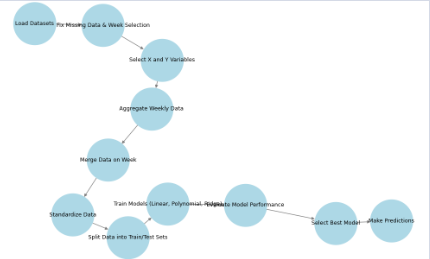 Load Datasets
Fix Missing Data & Week Selection
Select X and Y Variables
Aggregate Weekly Data
Merge Data on Week
Standardize Data
Split Data into Train/Test Sets
Train Models (Linear, Polynomial, Ridge)
Evaluate Model Performance
Select Best Model
Make Predictions